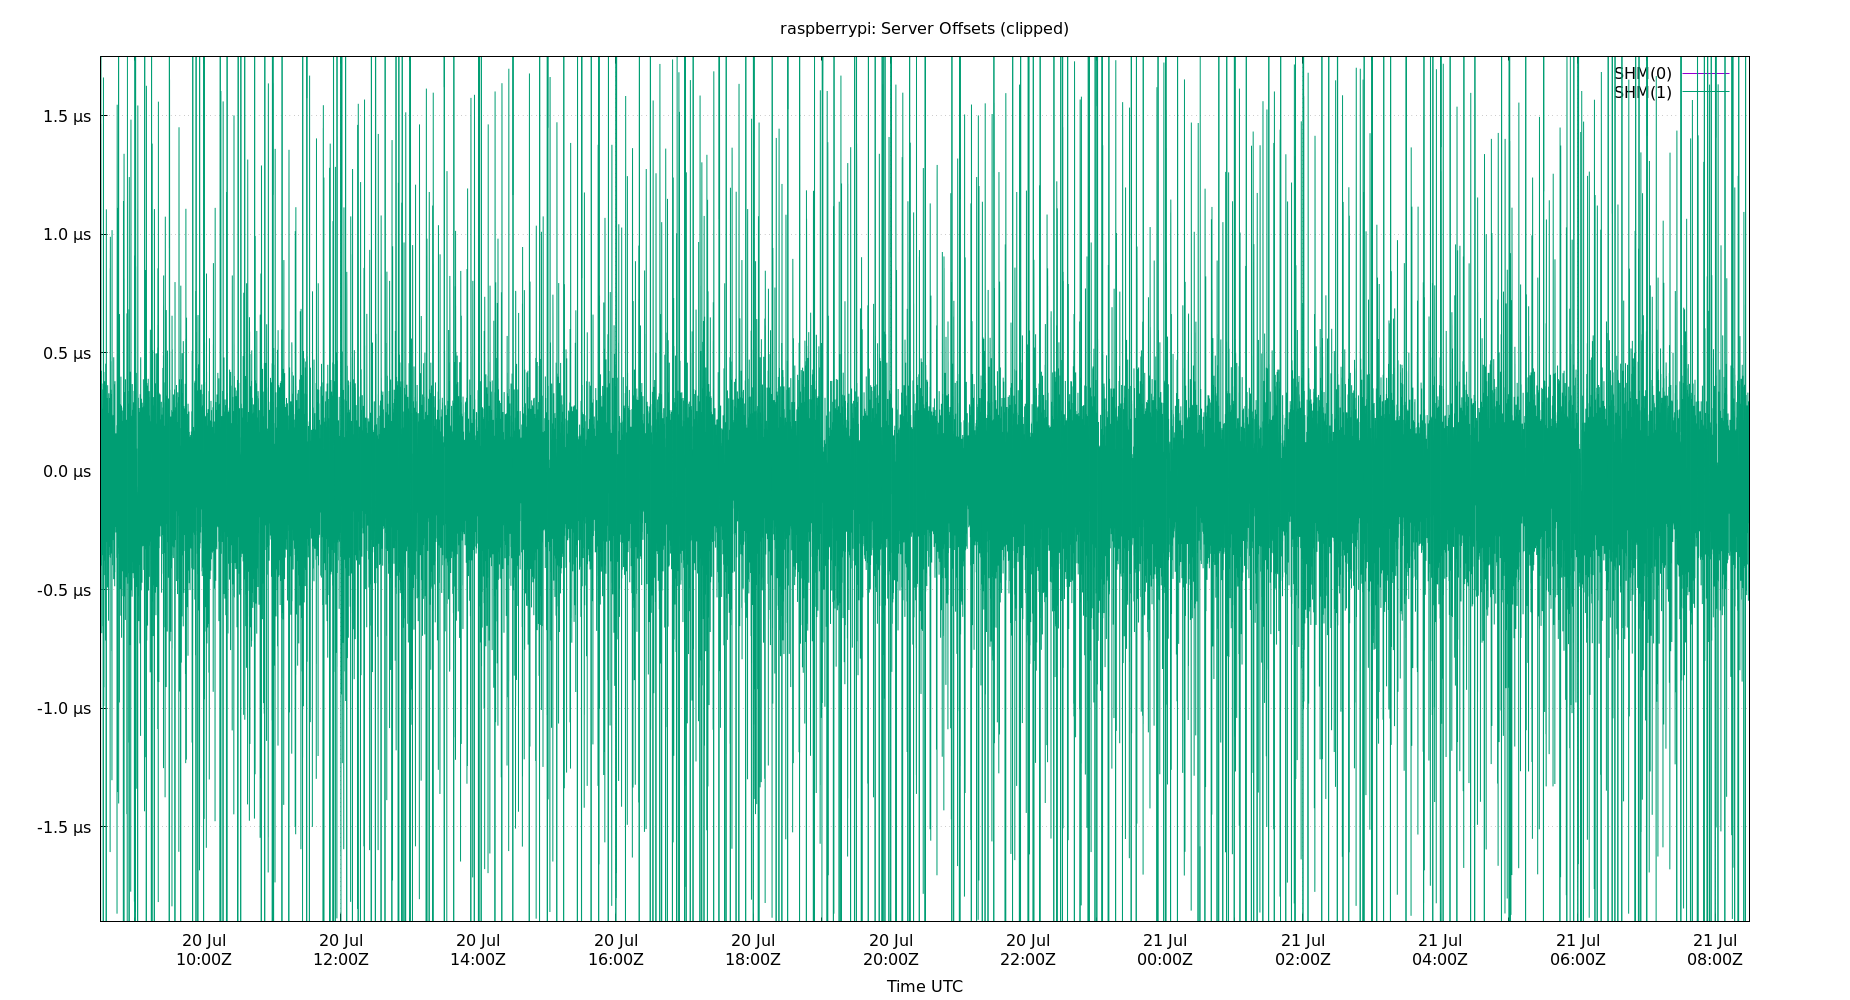 raspberrypi: Server Offsets (clipped)
SHM(0)
SHM(1)
1.5 µs
1.0 µs
0.5 µs
0.0 µs
-0.5 µs
-1.0 µs
-1.5 µs
20 Jul 20 Jul 20 Jul 20 Jul 20 Jul 20 Jul 20 Jul 21 Jul 21 Jul 21 Jul 21 Jul 21 Jul
10:00Z 12:00Z 14:00Z 16:00Z 18:00Z 20:00Z 22:00Z 00:00Z 02:00Z 04:00Z 06:00Z 08:00Z
Time UTC